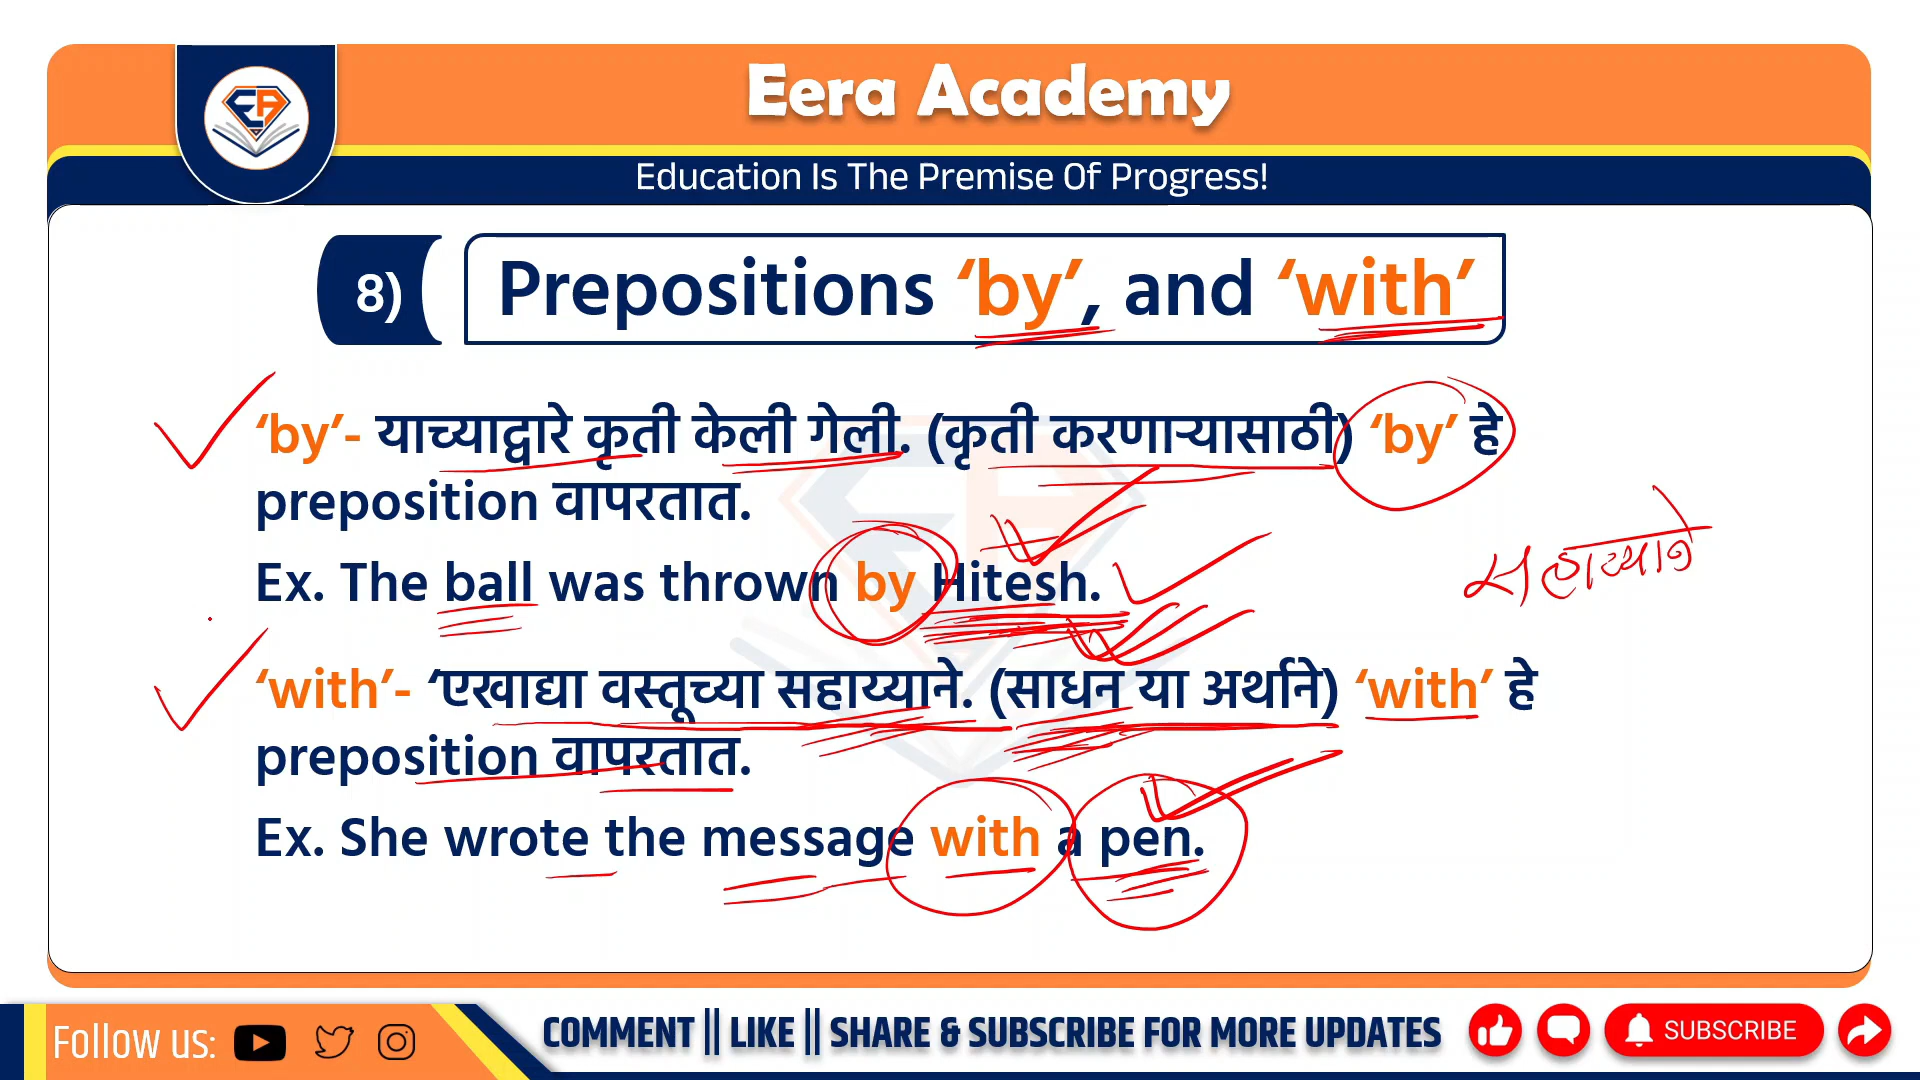 Eera Academy
Education Is The Premise Of Progress!
8) Prepositions ‘by’, and ‘with’
‘by’- याच्याद्वारे कृती केली गेली. (कृती करणाऱ्यासाठी) ‘by’ हे
preposition वापरतात.
Ex. The ball was thrown by Hitesh.
सहाय्याने
‘with’- ‘एखाद्या वस्तूच्या सहाय्याने. (साधन या अर्थाने) ‘with’ हे
preposition वापरतात.
Ex. She wrote the message with a pen.
Follow us:
COMMENT || LIKE || SHARE & SUBSCRIBE FOR MORE UPDATES
SUBSCRIBE